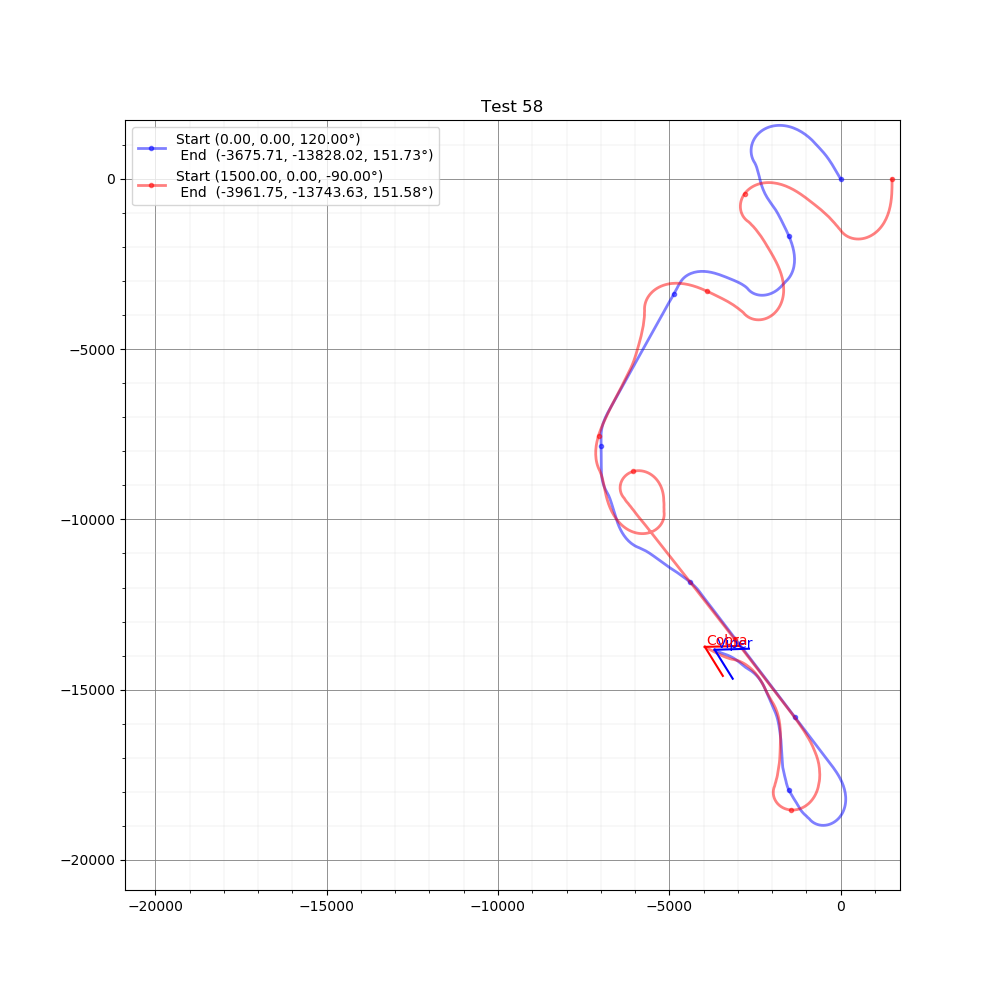 Test 58
Start (0.00, 0.00, 120.00°)
End (-3675.71, -13828.02, 151.73°)
Start (1500.00, 0.00, -90.00°)
End (-3961.75, -13743.63, 151.58°)
0
−5000
−10000
−15000
−20000
Cobra
Viper
−20000 −15000 −10000 −5000 0